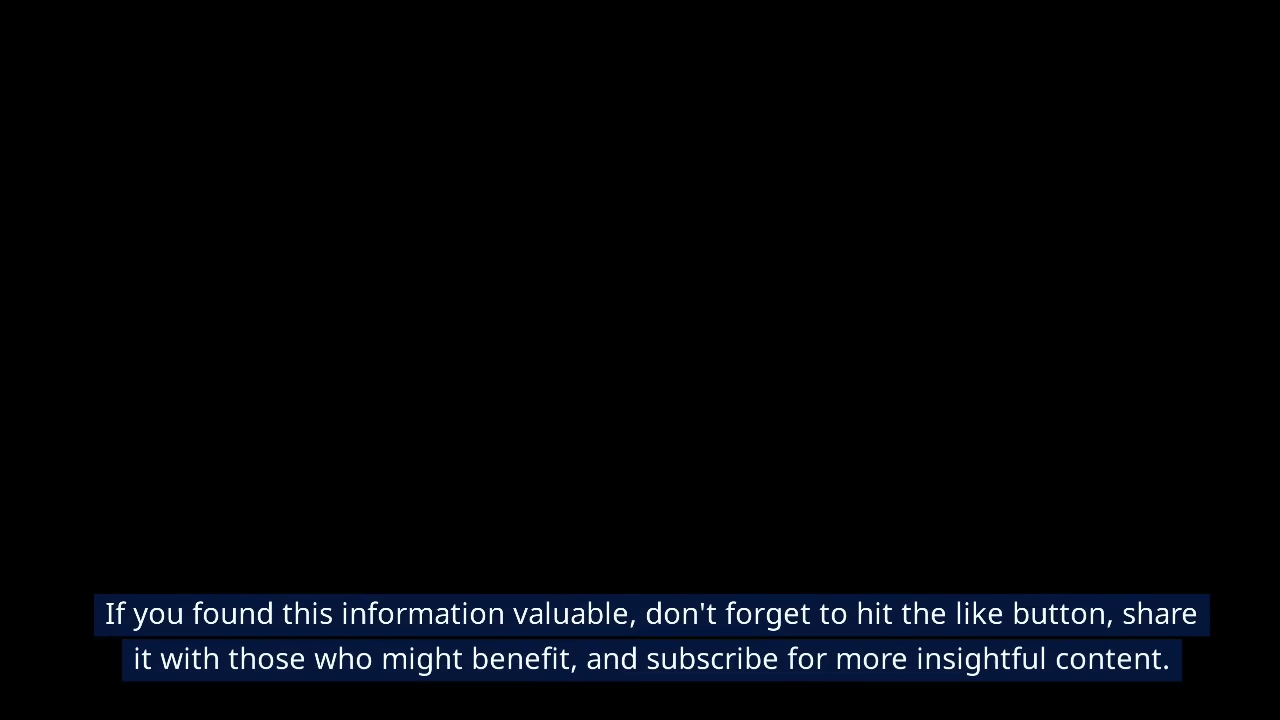 If you found this information valuable, don't forget to hit the like button, share
it with those who might benefit, and subscribe for more insightful content.